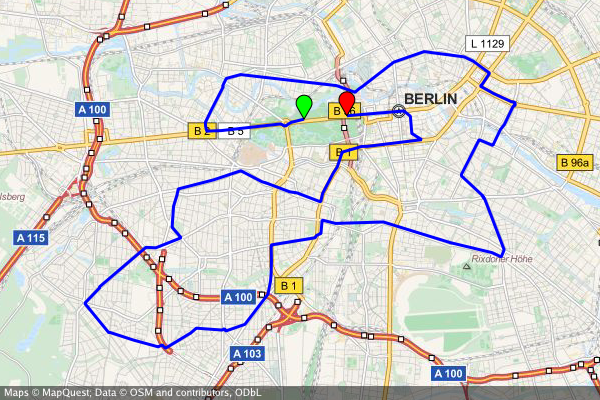 L 1129
A 100
BERLIN
B 2
B 5
B 1
B 96a
lsberg
A 115
Rixdorfer Höhe
B 1
A 100
A 103
A 100
Maps © MapQuest; Data © OSM and contributors, ODbL